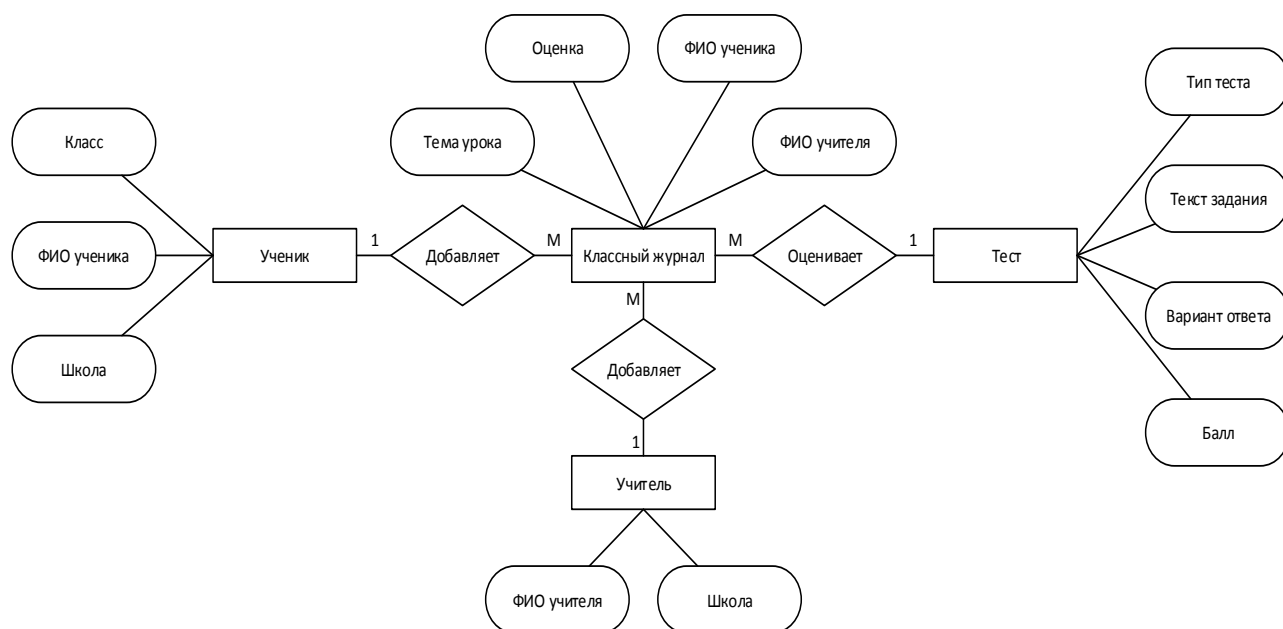 Оценка
ФИО ученика
Тип теста
Класс
Тема урока
ФИО учителя
Текст задания
ФИО ученика
Ученик
1
Добавляет
М
Классный журнал
М
Оценивает
1
Тест
М
Вариант ответа
Школа
Добавляет
Балл
1
Учитель
ФИО учителя
Школа